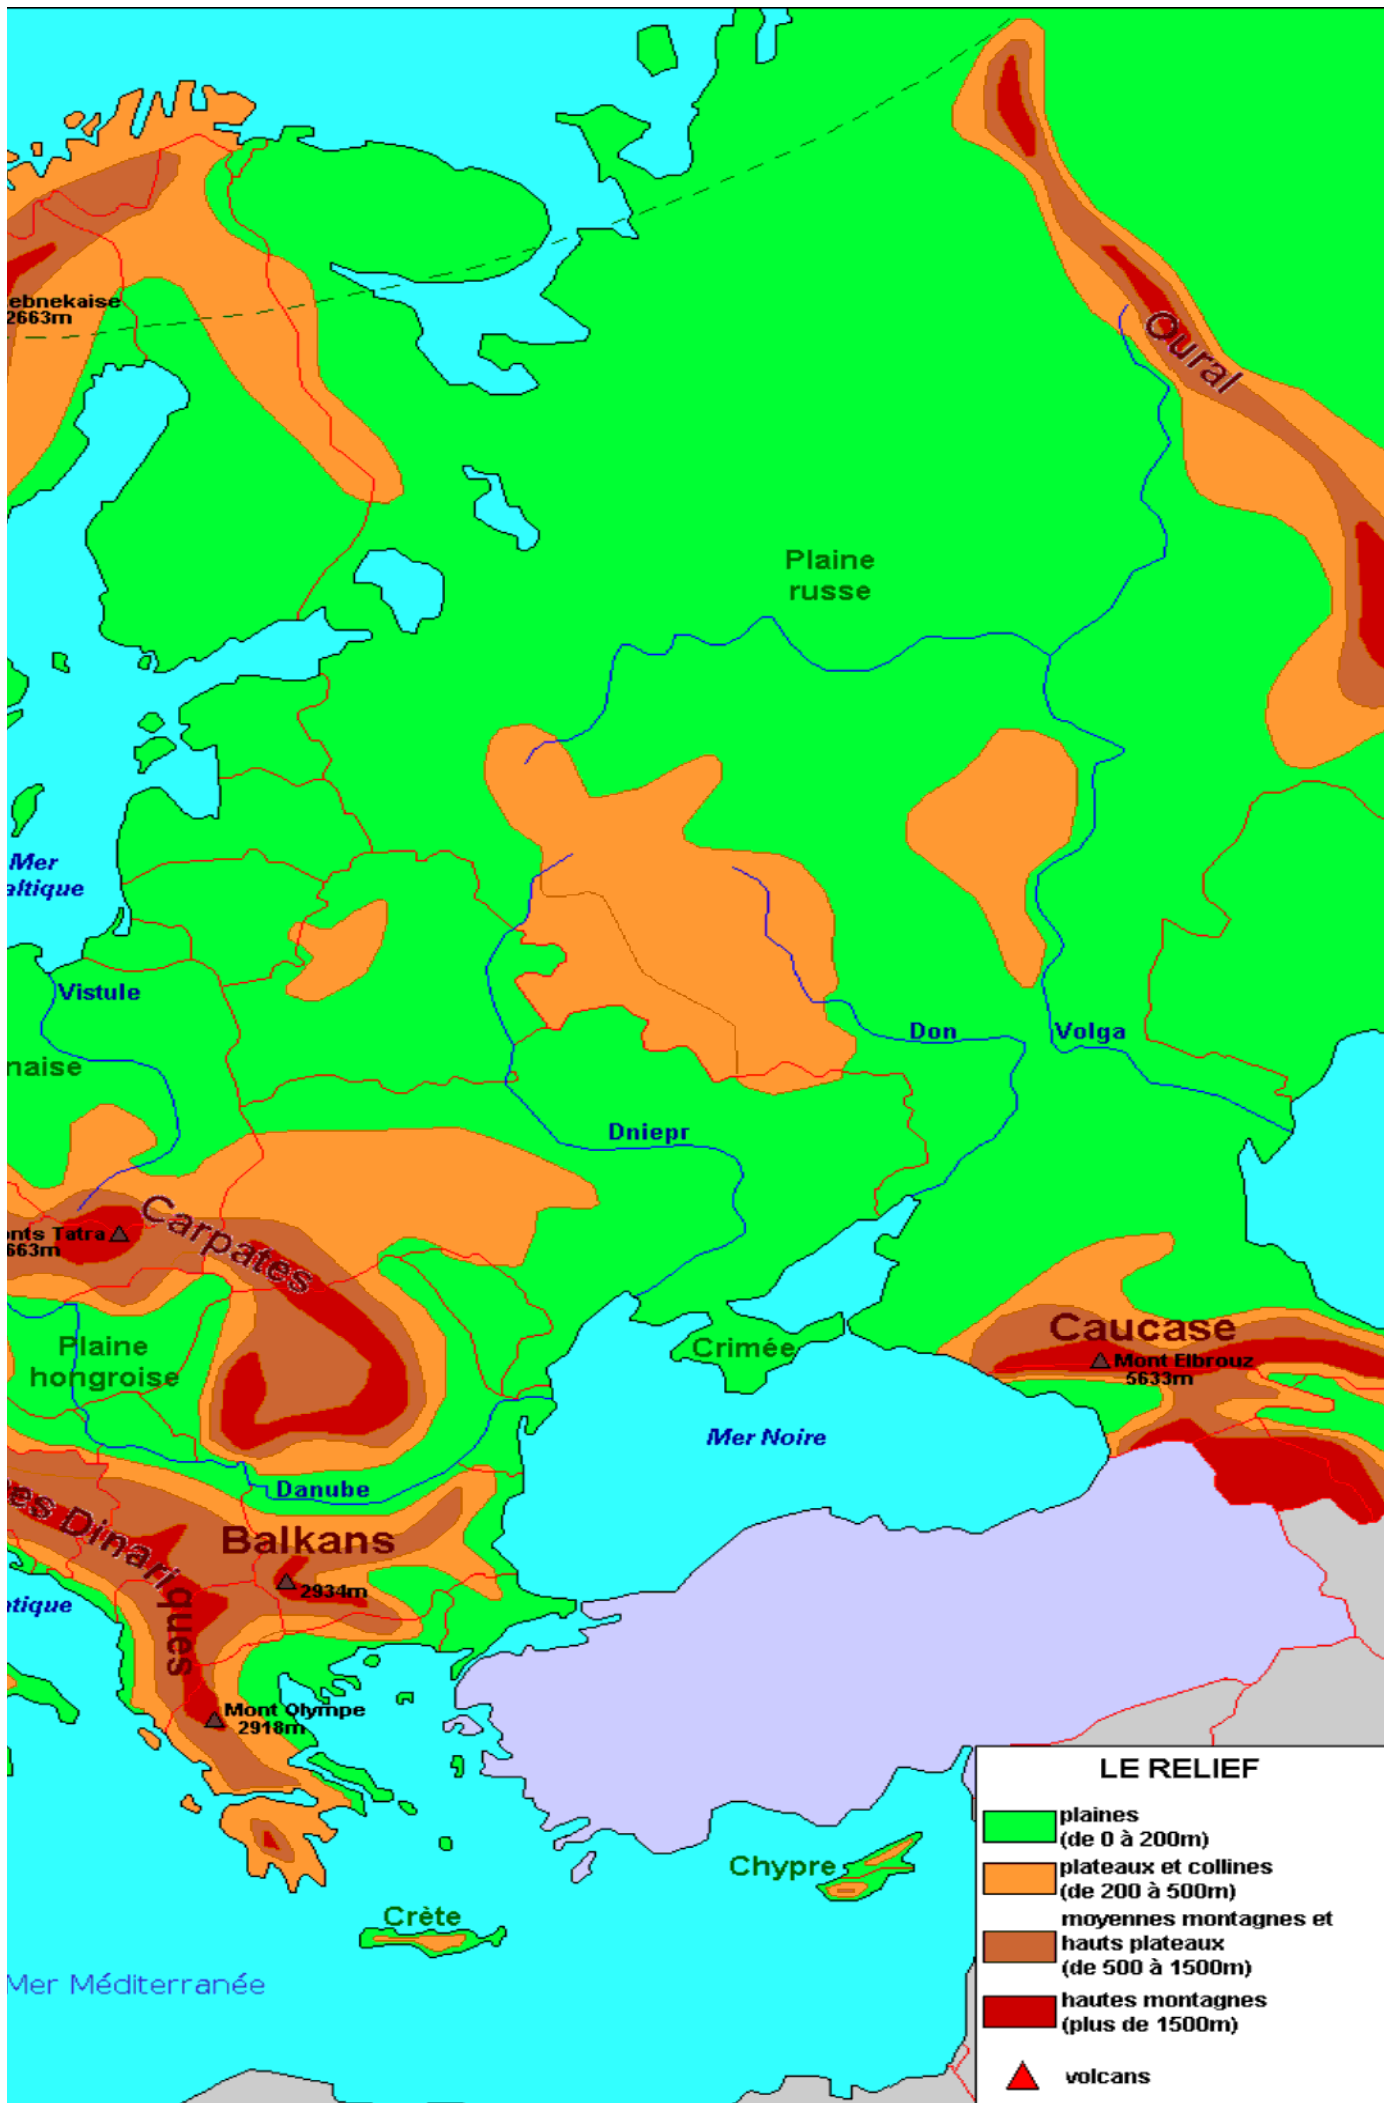 ebnekaise
2663m
Oural
Plaine
russe
Mer
altique
Vistule
naise
Don
Volga
Dniepr
Carpates
onts Tatra
663m
Plaine
hongroise
Crimée
Caucase
Mont Elbrouz
5633m
Mer Noire
Danube
es Dinariques
Balkans
2934m
tique
Mont Olympe
2918m
Chypre
Crète
Mer Méditerranée
LE RELIEF
plaines
(de 0 à 200m)
plateaux et collines
(de 200 à 500m)
moyennes montagnes et
hauts plateaux
(de 500 à 1500m)
hautes montagnes
(plus de 1500m)
volcans